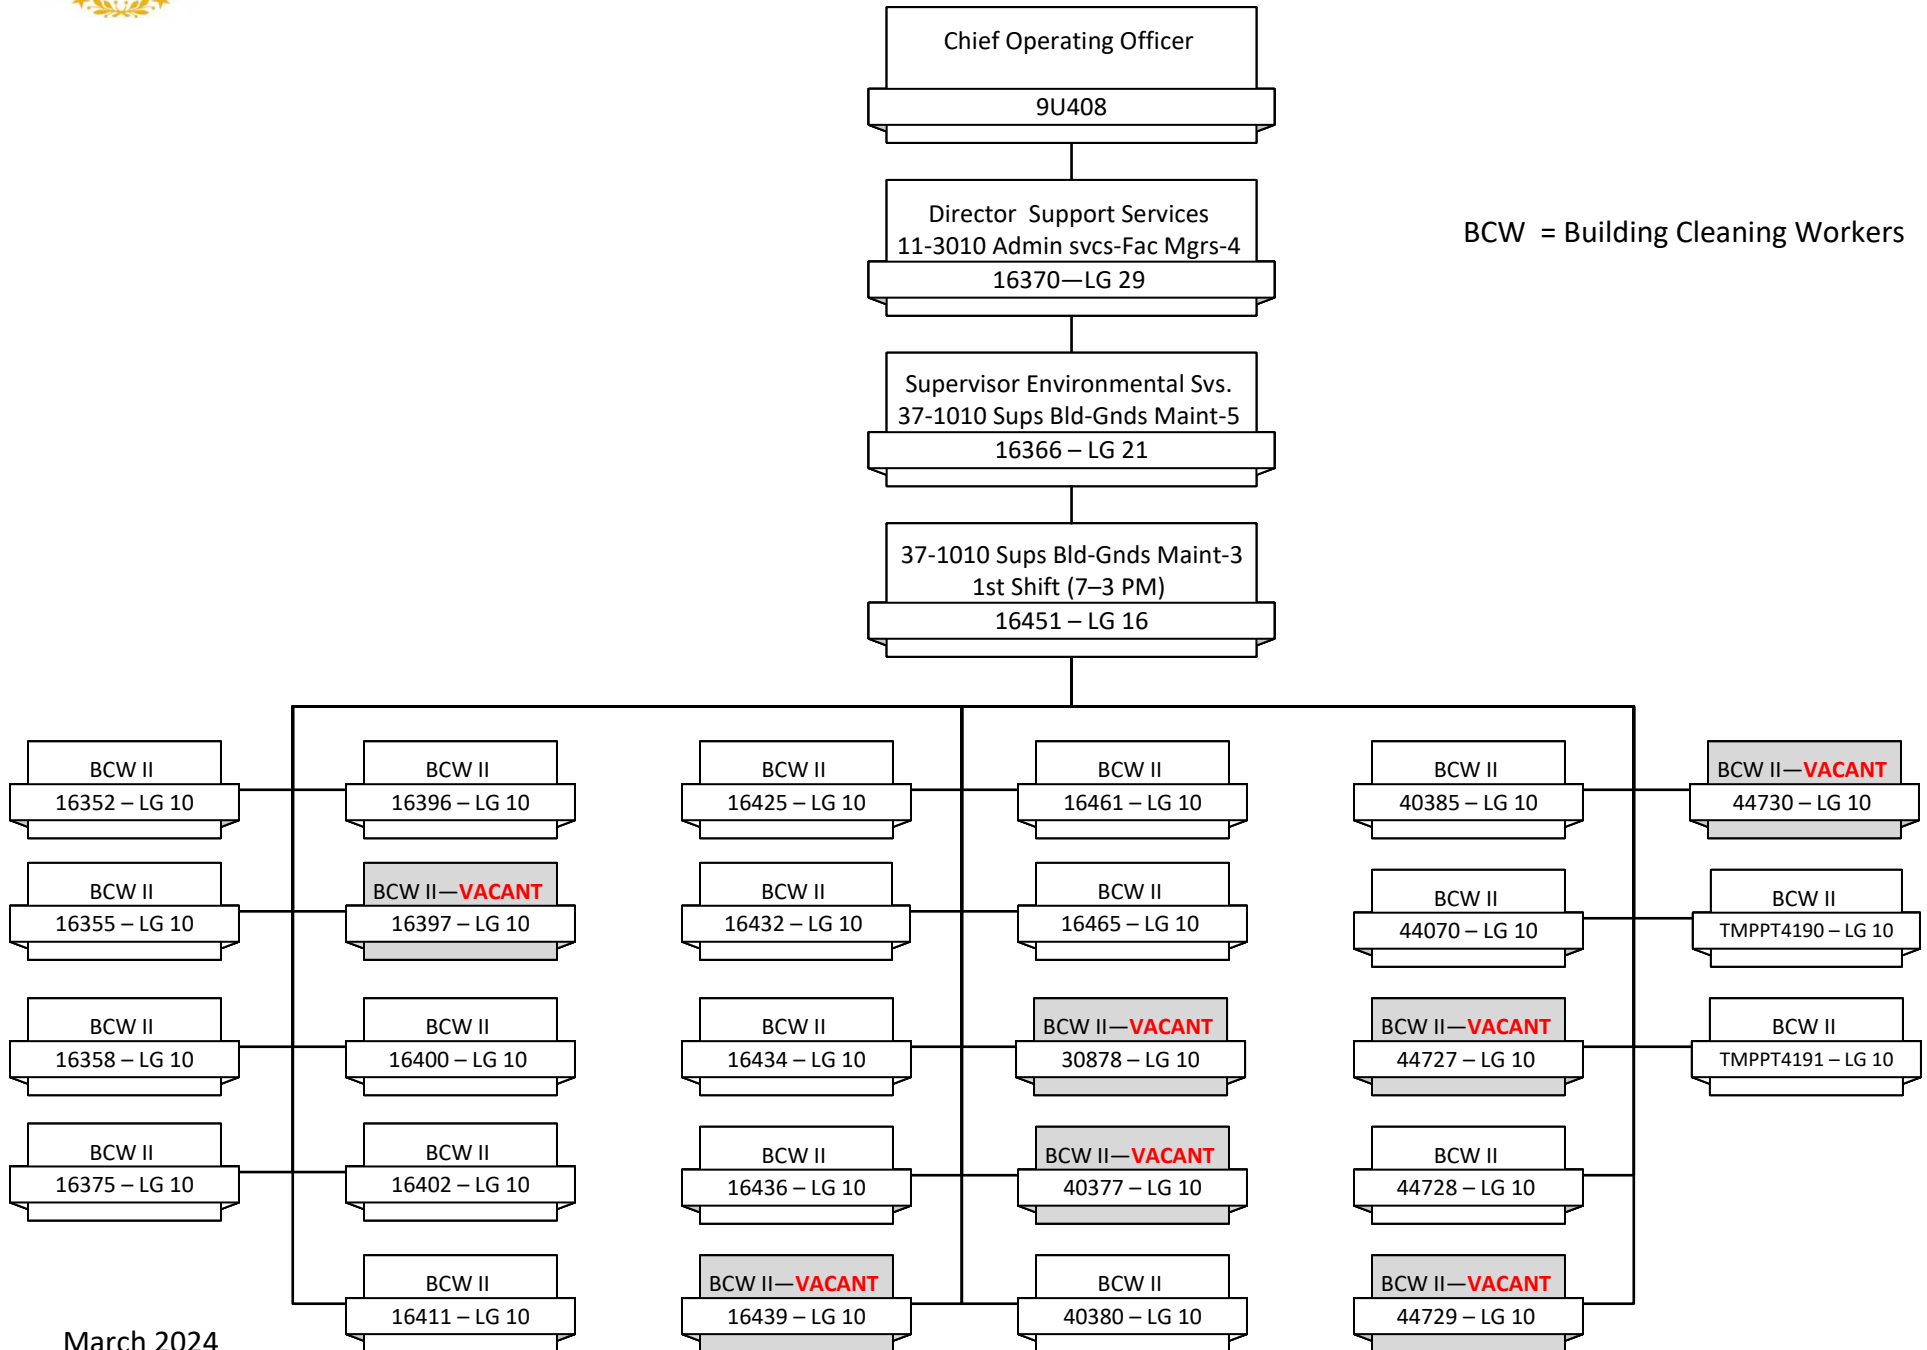 Chief Operating Officer
9U408
Director  Support Services
11-3010 Admin svcs-Fac Mgrs-4
16370—LG 29
BCW  = Building Cleaning Workers
Supervisor Environmental Svs.
37-1010 Sups Bld-Gnds Maint-5
16366 – LG 21
37-1010 Sups Bld-Gnds Maint-3
1st Shift (7–3 PM)
16451 – LG 16
BCW II
16352 – LG 10
BCW II
16396 – LG 10
BCW II
16425 – LG 10
BCW II
16461 – LG 10
BCW II
40385 – LG 10
BCW II—VACANT
44730 – LG 10
BCW II
16355 – LG 10
BCW II—VACANT
16397 – LG 10
BCW II
16432 – LG 10
BCW II
16465 – LG 10
BCW II
44070 – LG 10
BCW II
TMPPT4190 – LG 10
BCW II
16358 – LG 10
BCW II
16400 – LG 10
BCW II
16434 – LG 10
BCW II—VACANT
30878 – LG 10
BCW II—VACANT
44727 – LG 10
BCW II
TMPPT4191 – LG 10
BCW II
16375 – LG 10
BCW II
16402 – LG 10
BCW II
16436 – LG 10
BCW II—VACANT
40377 – LG 10
BCW II
44728 – LG 10
BCW II
16411 – LG 10
BCW II—VACANT
16439 – LG 10
BCW II
40380 – LG 10
BCW II—VACANT
44729 – LG 10
March 2024